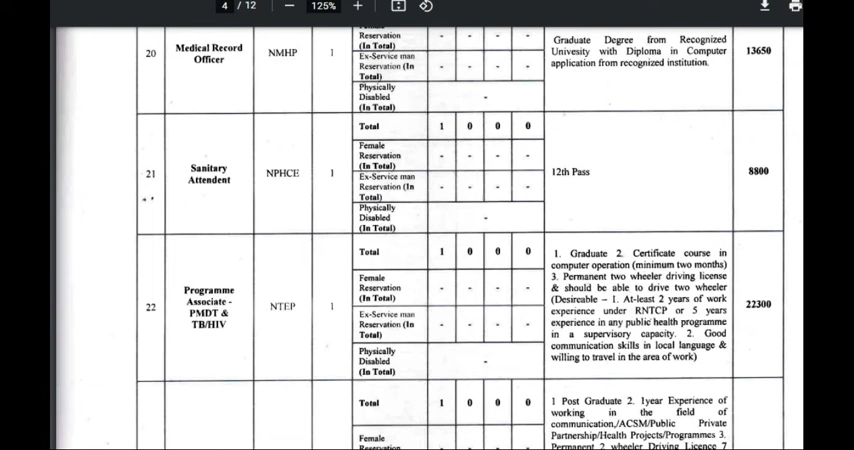 4 / 12 — 125% +
Reservation
(In Total) - - - -
Ex-Service man
Reservation (In
Total) - - - -
Physically
Disabled
(In Total) -
20
Medical Record
Officer
NMHP
1
Graduate Degree from Recognized
Univesity with Diploma in Computer
application from recognized institution.
13650
Total 1 0 0 0
Female
Reservation
(In Total) - - - -
Ex-Service man
Reservation (In
Total) - - - -
Physically
Disabled
(In Total) -
21
Sanitary
Attendent
NPHCE
1
12th Pass
8800
Total 1 0 0 0
Female
Reservation
(In Total) - - - -
Ex-Service man
Reservation (In
Total) - - - -
Physically
Disabled
(In Total) -
22
Programme
Associate -
PMDT &
TB/HIV
NTEP
1
1. Graduate 2. Certificate course in
computer operation (minimum two months)
3. Permanent two wheeler driving license
& should be able to drive two wheeler
(Desireable – 1. At-least 2 years of work
experience under RNTCP or 5 years
experience in any public health programme
in a supervisory capacity. 2. Good
communication skills in local language &
willing to travel in the area of work)
22300
Total 1 0 0 0
Female
Reservation
1 Post Graduate 2. 1year Experience of
working in the field of
communication,/ACSM/Public Private
Partnership/Health Projects/Programmes 3.
Permanent 2 wheeler Driving Licence 7